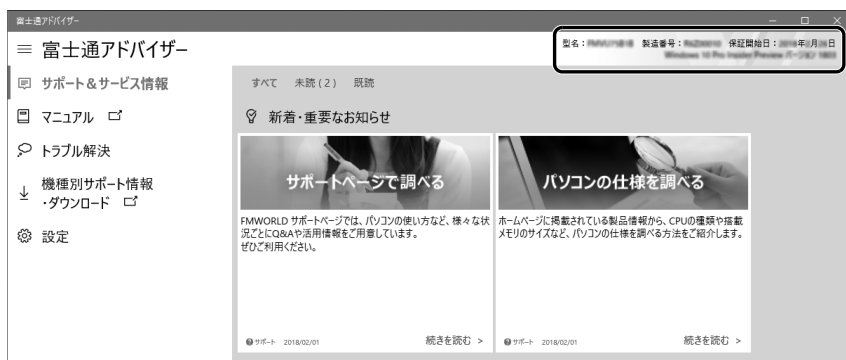 富士通アドバイザー
富士通アドバイザー
型名： 製造番号： 保証開始日： 年 月 日
サポート＆サービス情報
マニュアル
トラブル解決
機種別サポート情報
・ダウンロード
設定
すべて 未読(2) 既読
新着・重要なお知らせ
サポートページで調べる
FMWORLD サポートページでは、パソコンの使い方など、様々な状
況ごとにQ&Aや活用情報をご用意しています。
ぜひご利用ください。
サポート 2018/02/01 続きを読む >
パソコンの仕様を調べる
ホームページに掲載されている製品情報から、CPUの種類や搭載
メモリのサイズなど、パソコンの仕様を調べる方法をご紹介します。
サポート 2018/02/01 続きを読む >